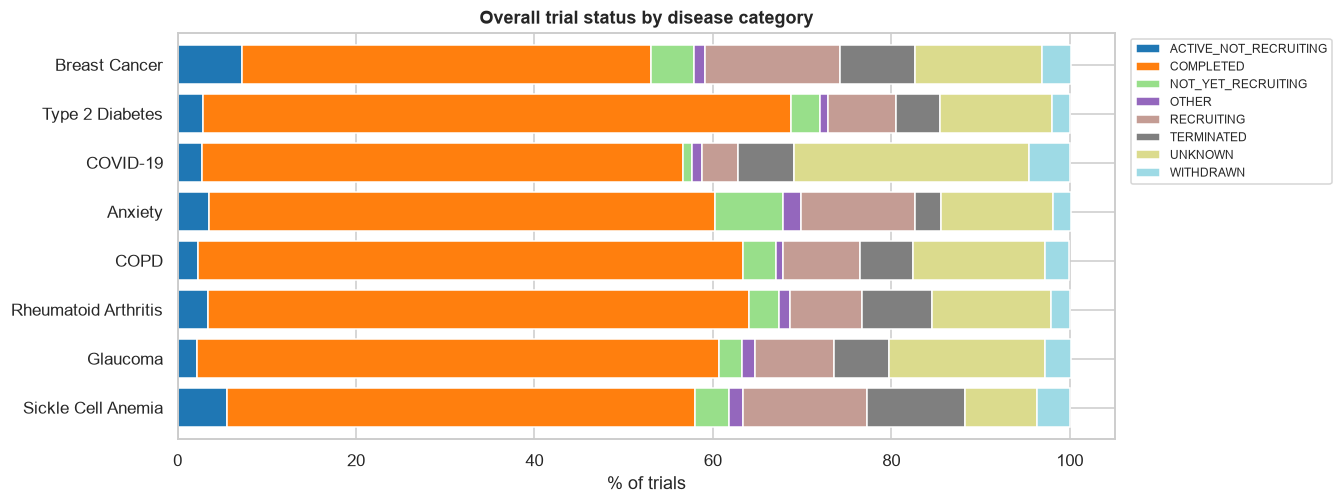 Overall trial status by disease category
Breast Cancer
Type 2 Diabetes
COVID-19
Anxiety
COPD
Rheumatoid Arthritis
Glaucoma
Sickle Cell Anemia
0 20 40 60 80 100
% of trials
ACTIVE_NOT_RECRUITING
COMPLETED
NOT_YET_RECRUITING
OTHER
RECRUITING
TERMINATED
UNKNOWN
WITHDRAWN